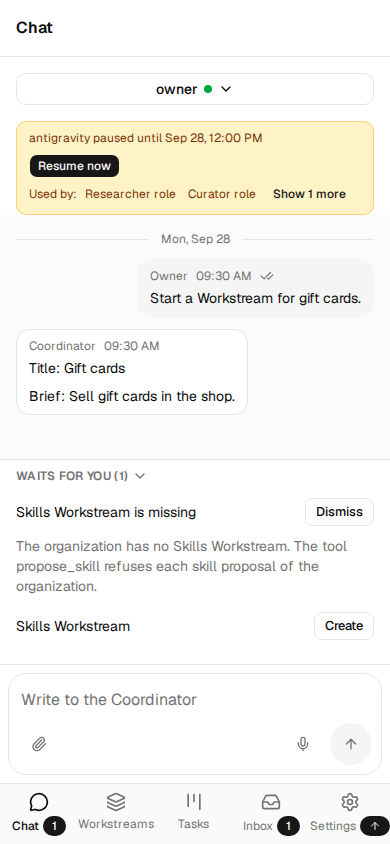 Chat
owner
antigravity paused until Sep 28, 12:00 PM
Resume now
Used by: Researcher role Curator role Show 1 more
Mon, Sep 28
Owner 09:30 AM
Start a Workstream for gift cards.
Coordinator 09:30 AM
Title: Gift cards
Brief: Sell gift cards in the shop.
WAITS FOR YOU (1)
Skills Workstream is missing
Dismiss
The organization has no Skills Workstream. The tool
propose_skill refuses each skill proposal of the
organization.
Skills Workstream
Create
Write to the Coordinator
Chat 1 Workstreams Tasks Inbox 1 Settings